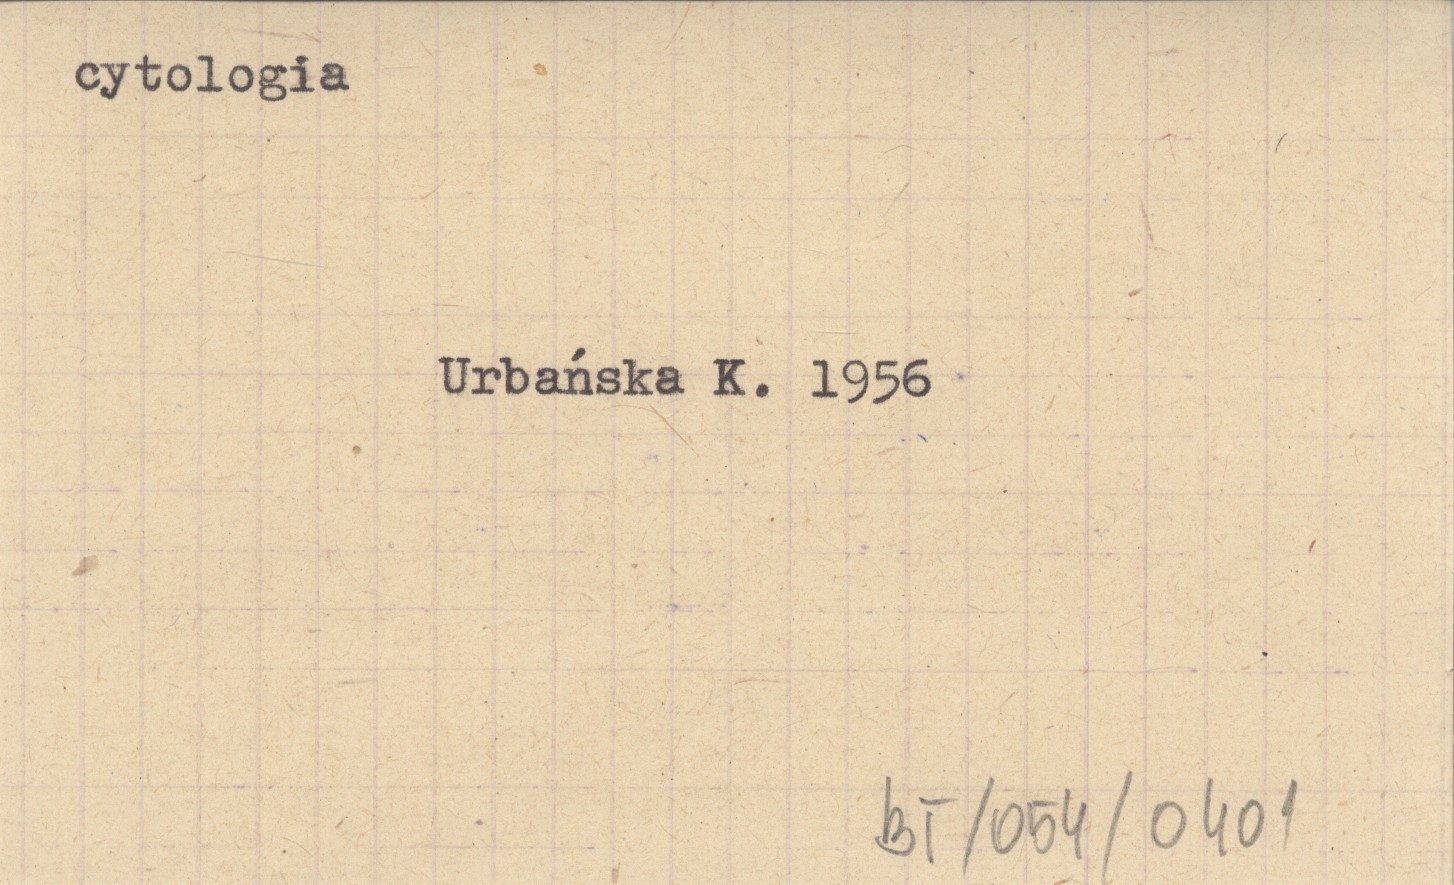 cytologia
Urbańska K. 1956
BT/054/0401